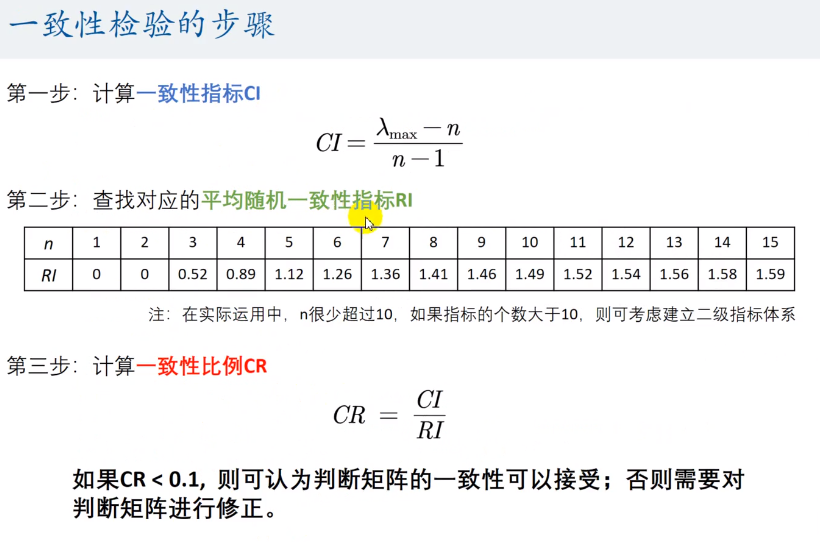 一致性检验的步骤
第一步：计算一致性指标CI
CI = (λmax − n) / (n − 1)
第二步：查找对应的平均随机一致性指标RI
n 1 2 3 4 5 6 7 8 9 10 11 12 13 14 15
RI 0 0 0.52 0.89 1.12 1.26 1.36 1.41 1.46 1.49 1.52 1.54 1.56 1.58 1.59
注：在实际运用中，n很少超过10，如果指标的个数大于10，则可考虑建立二级指标体系
第三步：计算一致性比例CR
CR = CI / RI
如果CR < 0.1, 则可认为判断矩阵的一致性可以接受；否则需要对
判断矩阵进行修正。